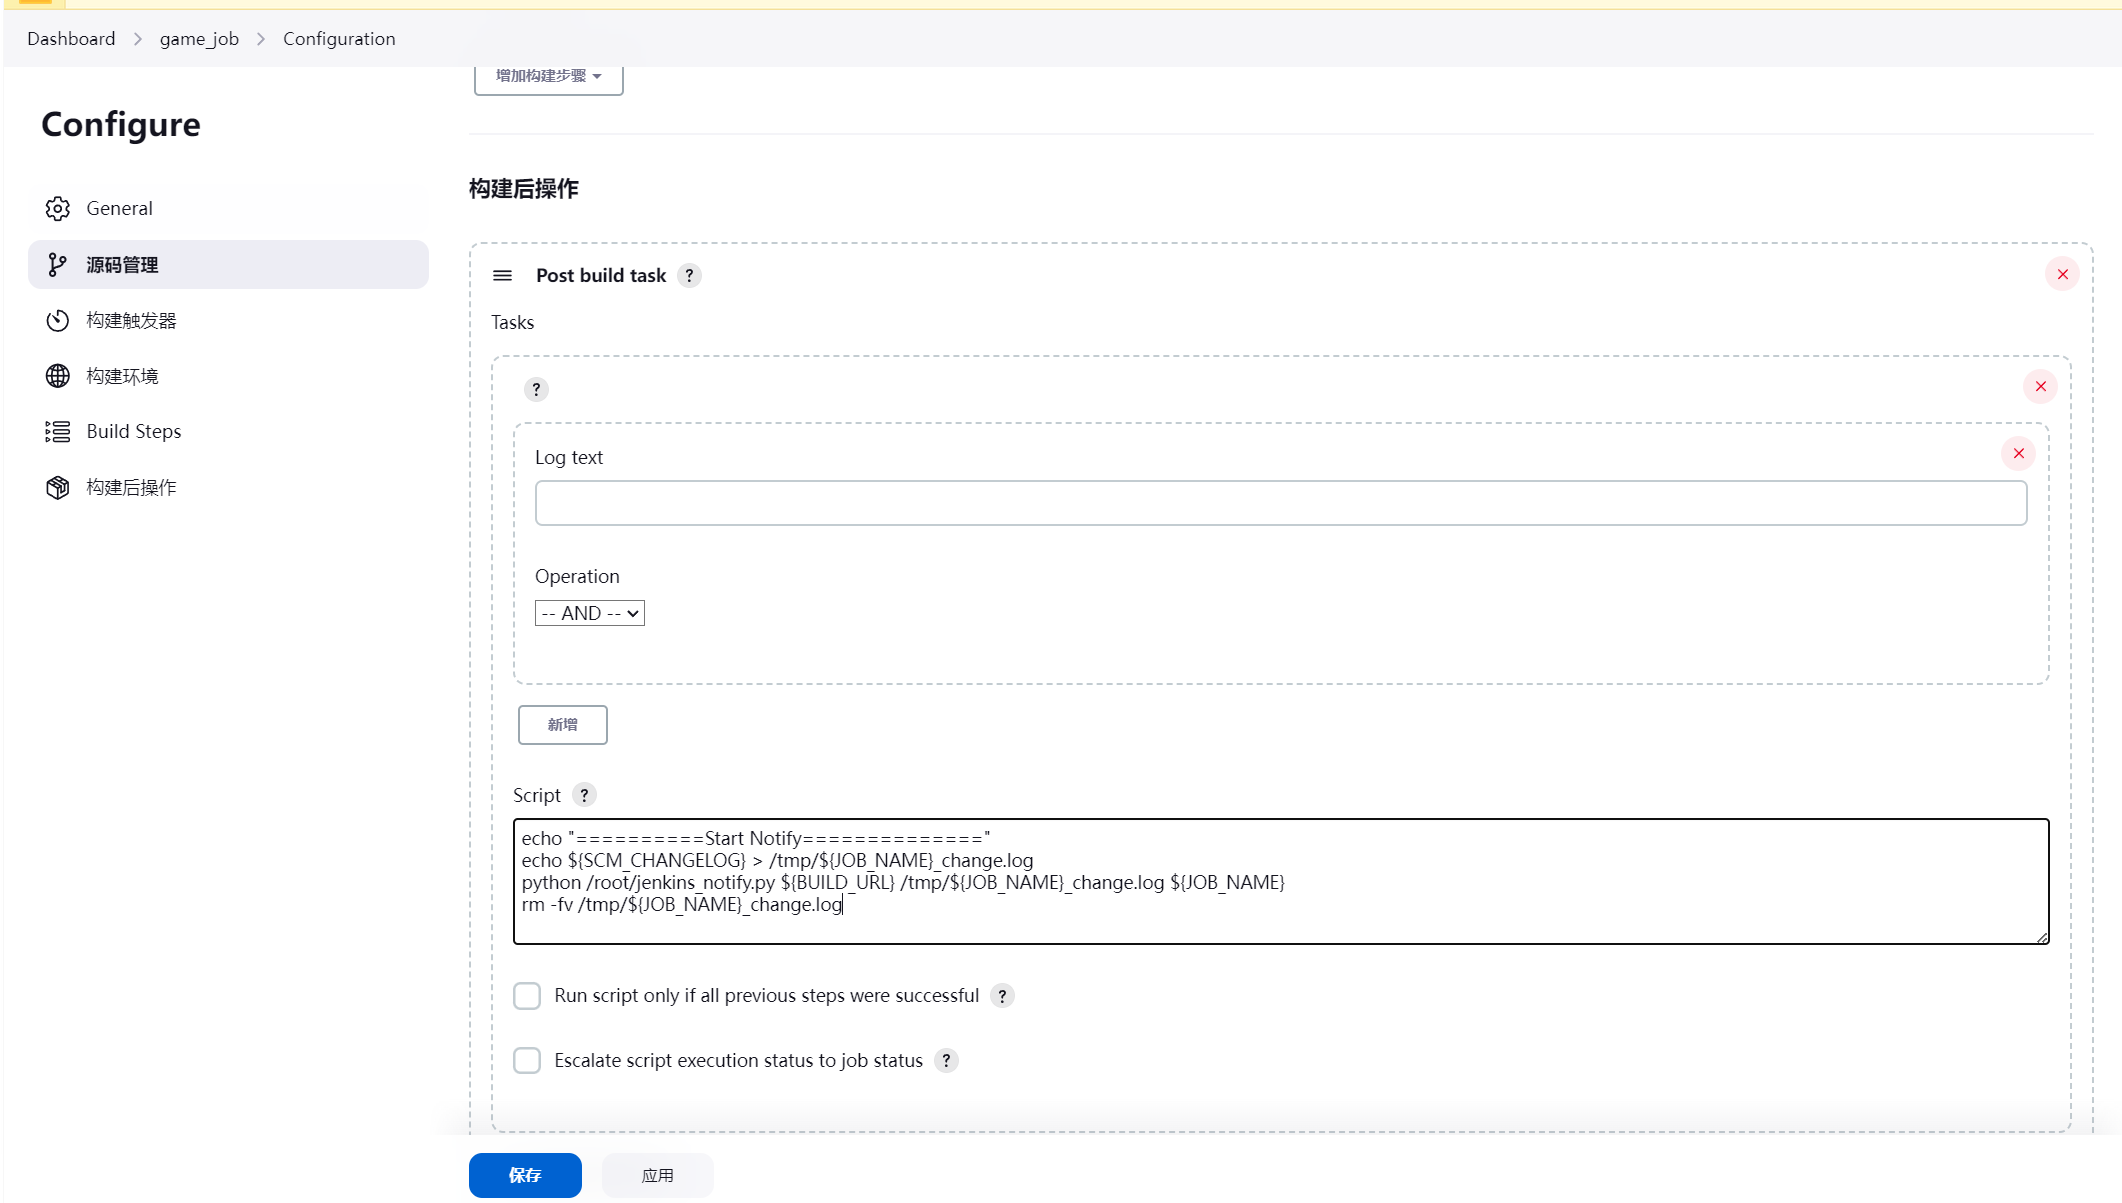 Dashboard > game_job > Configuration
增加构建步骤
Configure
General
源码管理
构建触发器
构建环境
Build Steps
构建后操作
构建后操作
Post build task ?
Tasks
?
Log text
Operation
-- AND --
新增
Script ?
echo "==========Start Notify=============="
echo ${SCM_CHANGELOG} > /tmp/${JOB_NAME}_change.log
python /root/jenkins_notify.py ${BUILD_URL} /tmp/${JOB_NAME}_change.log ${JOB_NAME}
rm -fv /tmp/${JOB_NAME}_change.log
Run script only if all previous steps were successful ?
Escalate script execution status to job status ?
保存
应用